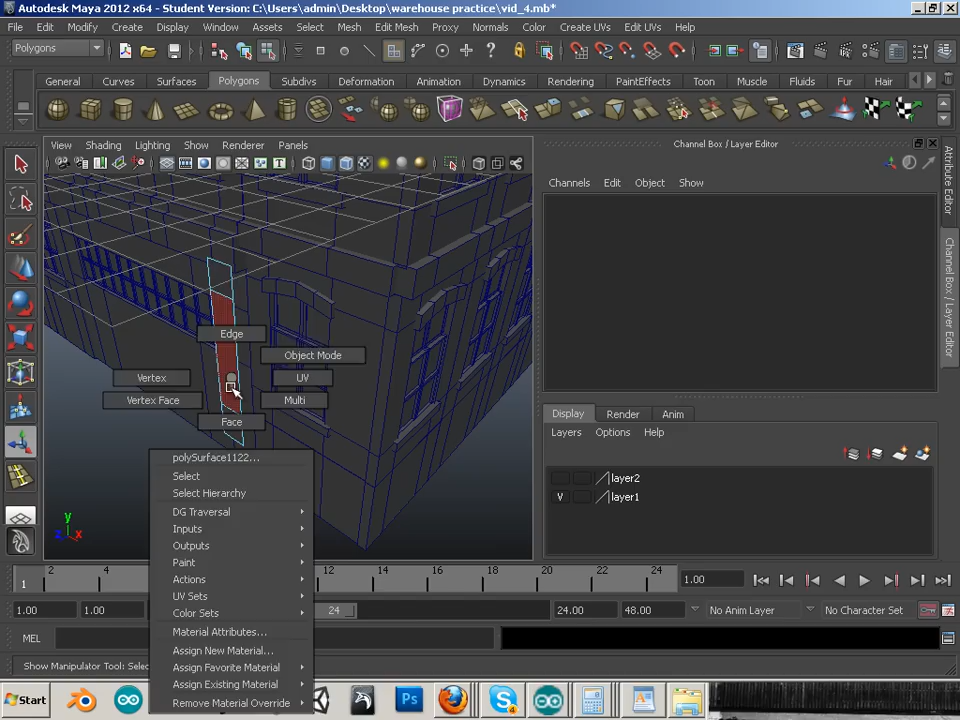 Autodesk Maya 2012 x64 - Student Version: C:\Users\admin\Desktop\warehouse practice\vid_4.mb*
File Edit Modify Create Display Window Assets Select Mesh Edit Mesh Proxy Normals Color Create UVs Edit UVs Help
Polygons
General Curves Surfaces Polygons Subdivs Deformation Animation Dynamics Rendering PaintEffects Toon Muscle Fluids Fur Hair
View Shading Lighting Show Renderer Panels
Channel Box / Layer Editor
Channels Edit Object Show
Attribute Editor
Channel Box / Layer Editor
Edge
Object Mode
Vertex UV
Vertex Face Multi
Face
Display Render Anim
Layers Options Help
layer2
V layer1
polySurface1122...
Select
Select Hierarchy
DG Traversal
Inputs
Outputs
Paint
Actions
UV Sets
Color Sets
Material Attributes...
Assign New Material...
Assign Favorite Material
Assign Existing Material
Remove Material Override
y
z x
1 2 4 12 14 16 18 20 22 24 1.00
1.00 1.00 24 24.00 48.00 No Anim Layer No Character Set
MEL
Show Manipulator Tool: Selec
Start Ps